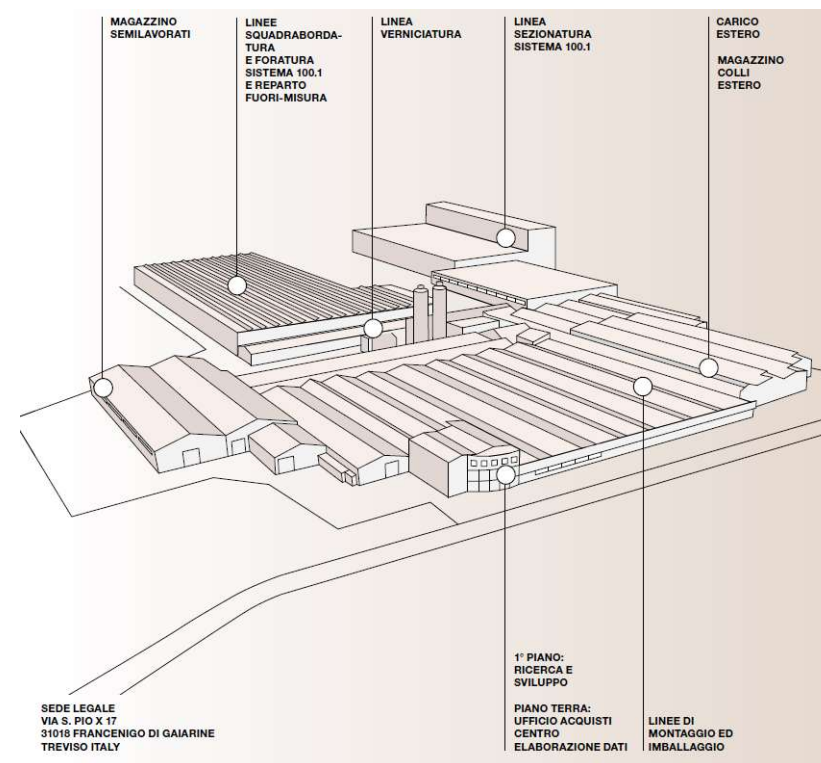 MAGAZZINO
SEMILAVORATI
LINEE
SQUADRABORDA-
TURA
E FORATURA
SISTEMA 100.1
E REPARTO
FUORI-MISURA
LINEA
VERNICIATURA
LINEA
SEZIONATURA
SISTEMA 100.1
CARICO
ESTERO
MAGAZZINO
COLLI
ESTERO
SEDE LEGALE
VIA S. PIO X 17
31018 FRANCENIGO DI GAIARINE
TREVISO ITALY
1° PIANO:
RICERCA E
SVILUPPO
PIANO TERRA:
UFFICIO ACQUISTI
CENTRO
ELABORAZIONE DATI
LINEE DI
MONTAGGIO ED
IMBALLAGGIO